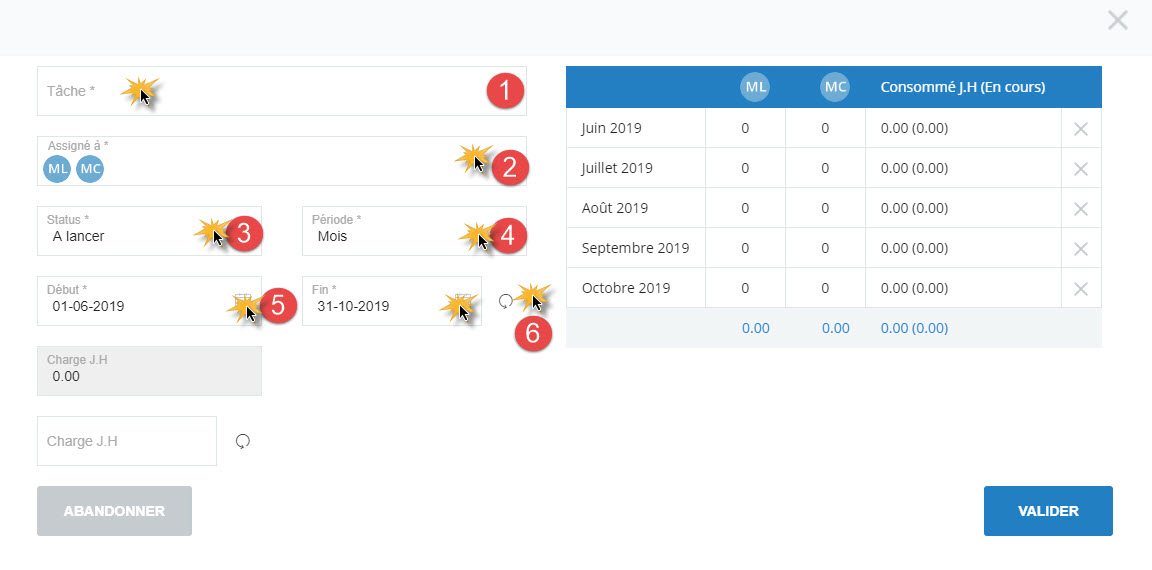 Tâche *
1
Assigné à *
ML MC
2
Status *
A lancer
3
Période *
Mois
4
Début *
01-06-2019
5
Fin *
31-10-2019
6
Charge J.H
0.00
Charge J.H
ABANDONNER
ML MC Consommé J.H (En cours)
Juin 2019 0 0 0.00 (0.00)
Juillet 2019 0 0 0.00 (0.00)
Août 2019 0 0 0.00 (0.00)
Septembre 2019 0 0 0.00 (0.00)
Octobre 2019 0 0 0.00 (0.00)
0.00 0.00 0.00 (0.00)
VALIDER